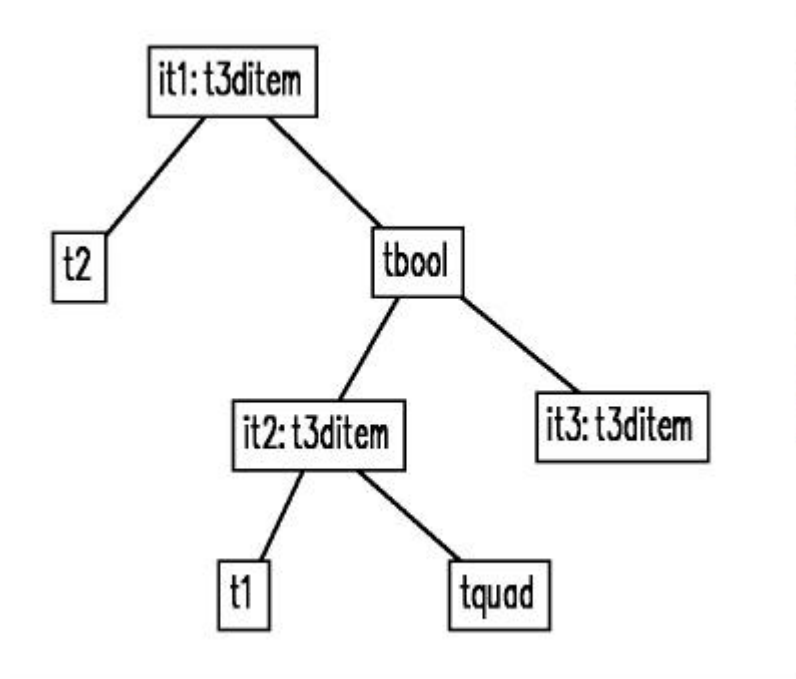 it1: t3ditem
t2
tbool
it2: t3ditem
it3: t3ditem
t1
tquad